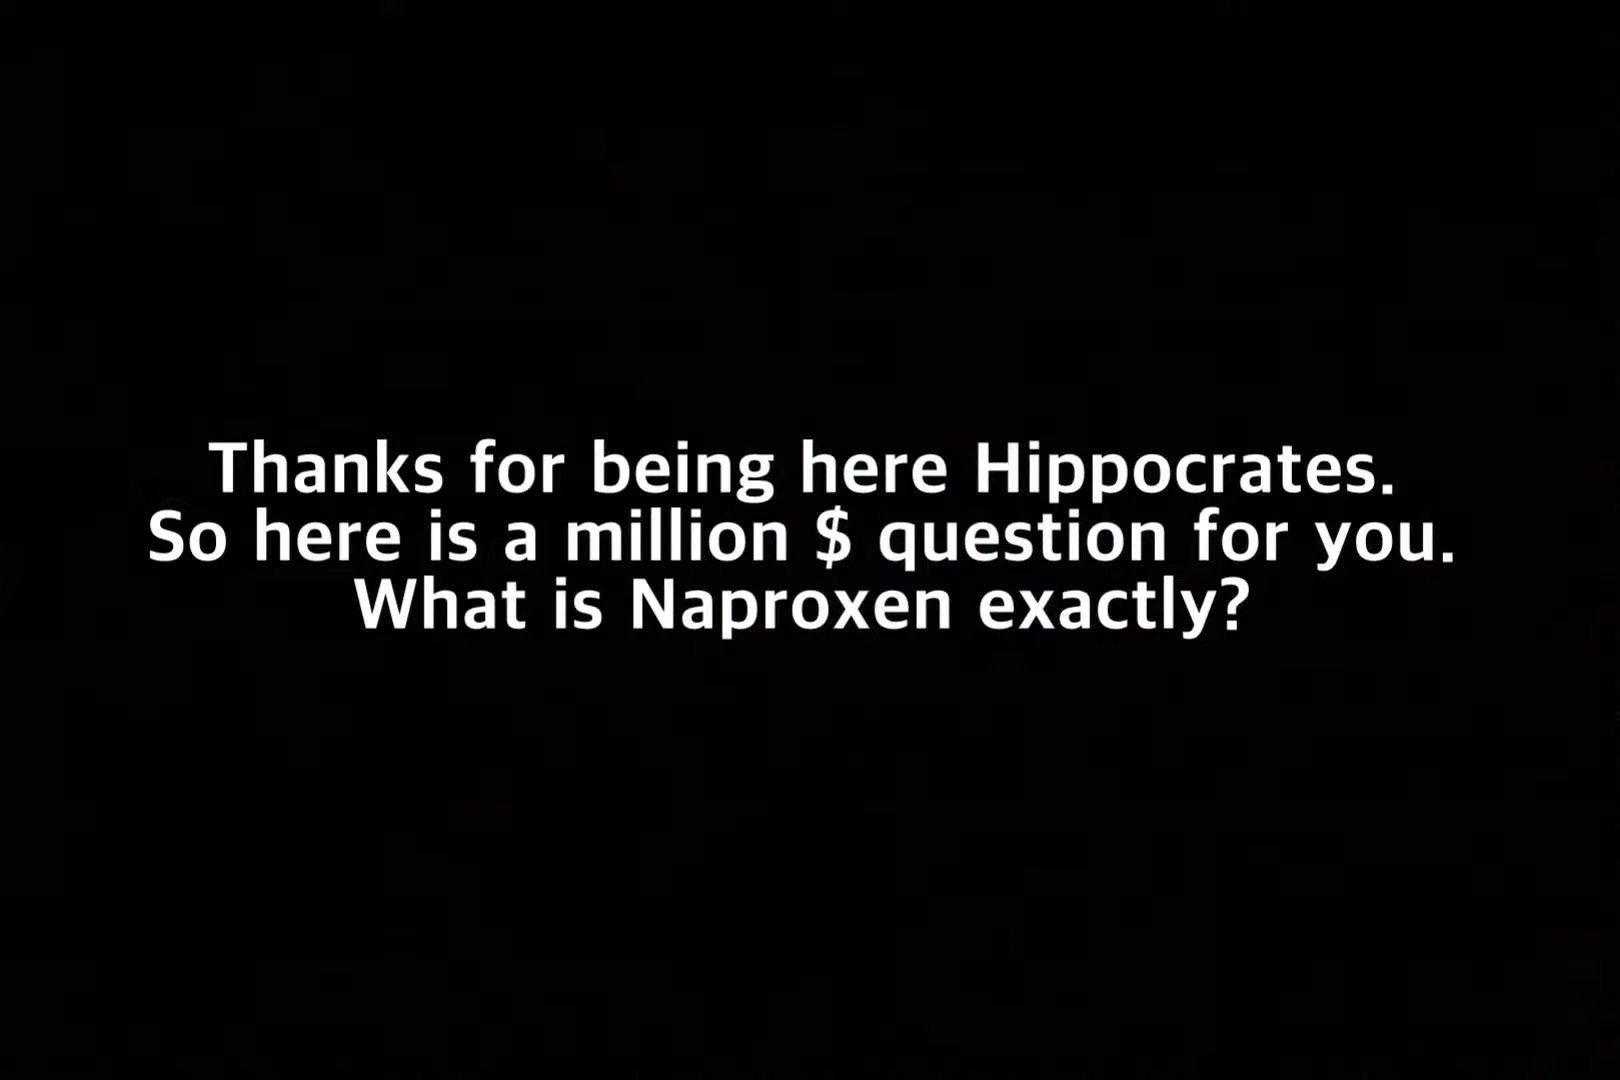 Thanks for being here Hippocrates.
So here is a million $ question for you.
What is Naproxen exactly?